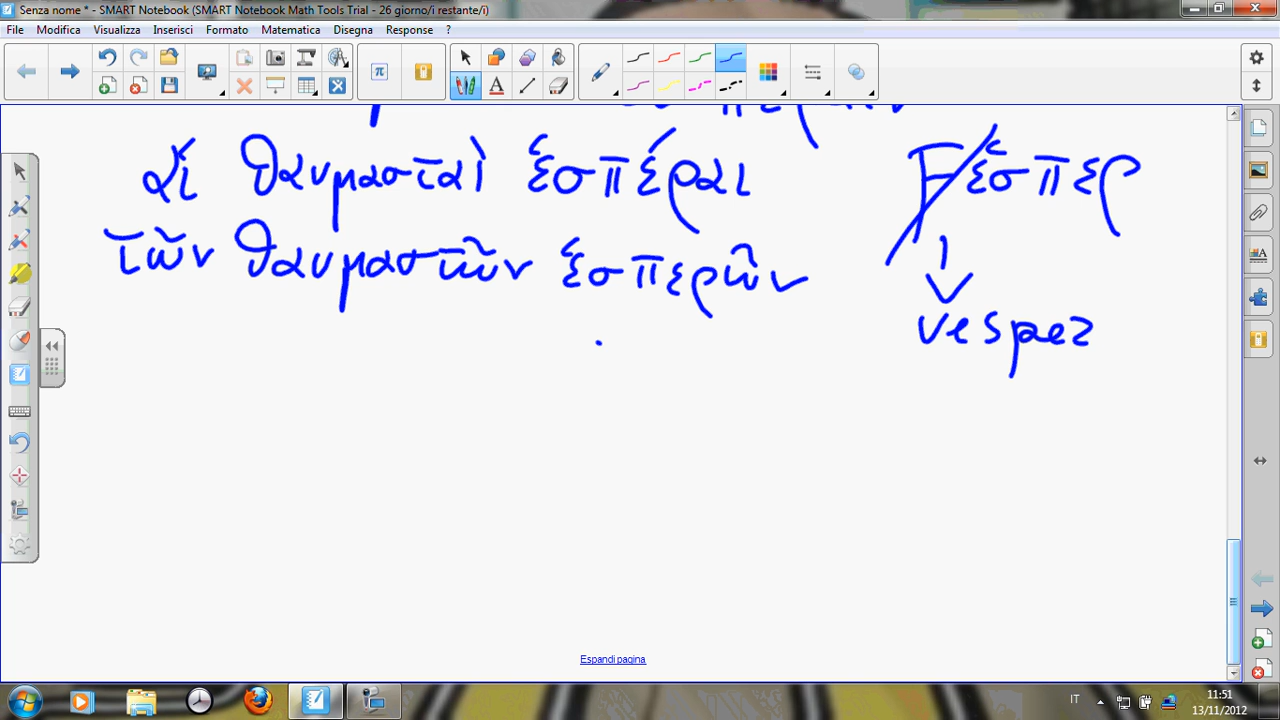 Senza nome * - SMART Notebook (SMART Notebook Math Tools Trial - 26 giorno/i restante/i)
File Modifica Visualizza Inserisci Formato Matematica Disegna Response ?
αἱ θαυμασταὶ ἑσπέραι Ϝέσπερ
τῶν θαυμαστῶν ἑσπερῶν
vesper
Espandi pagina
IT
11:51
13/11/2012